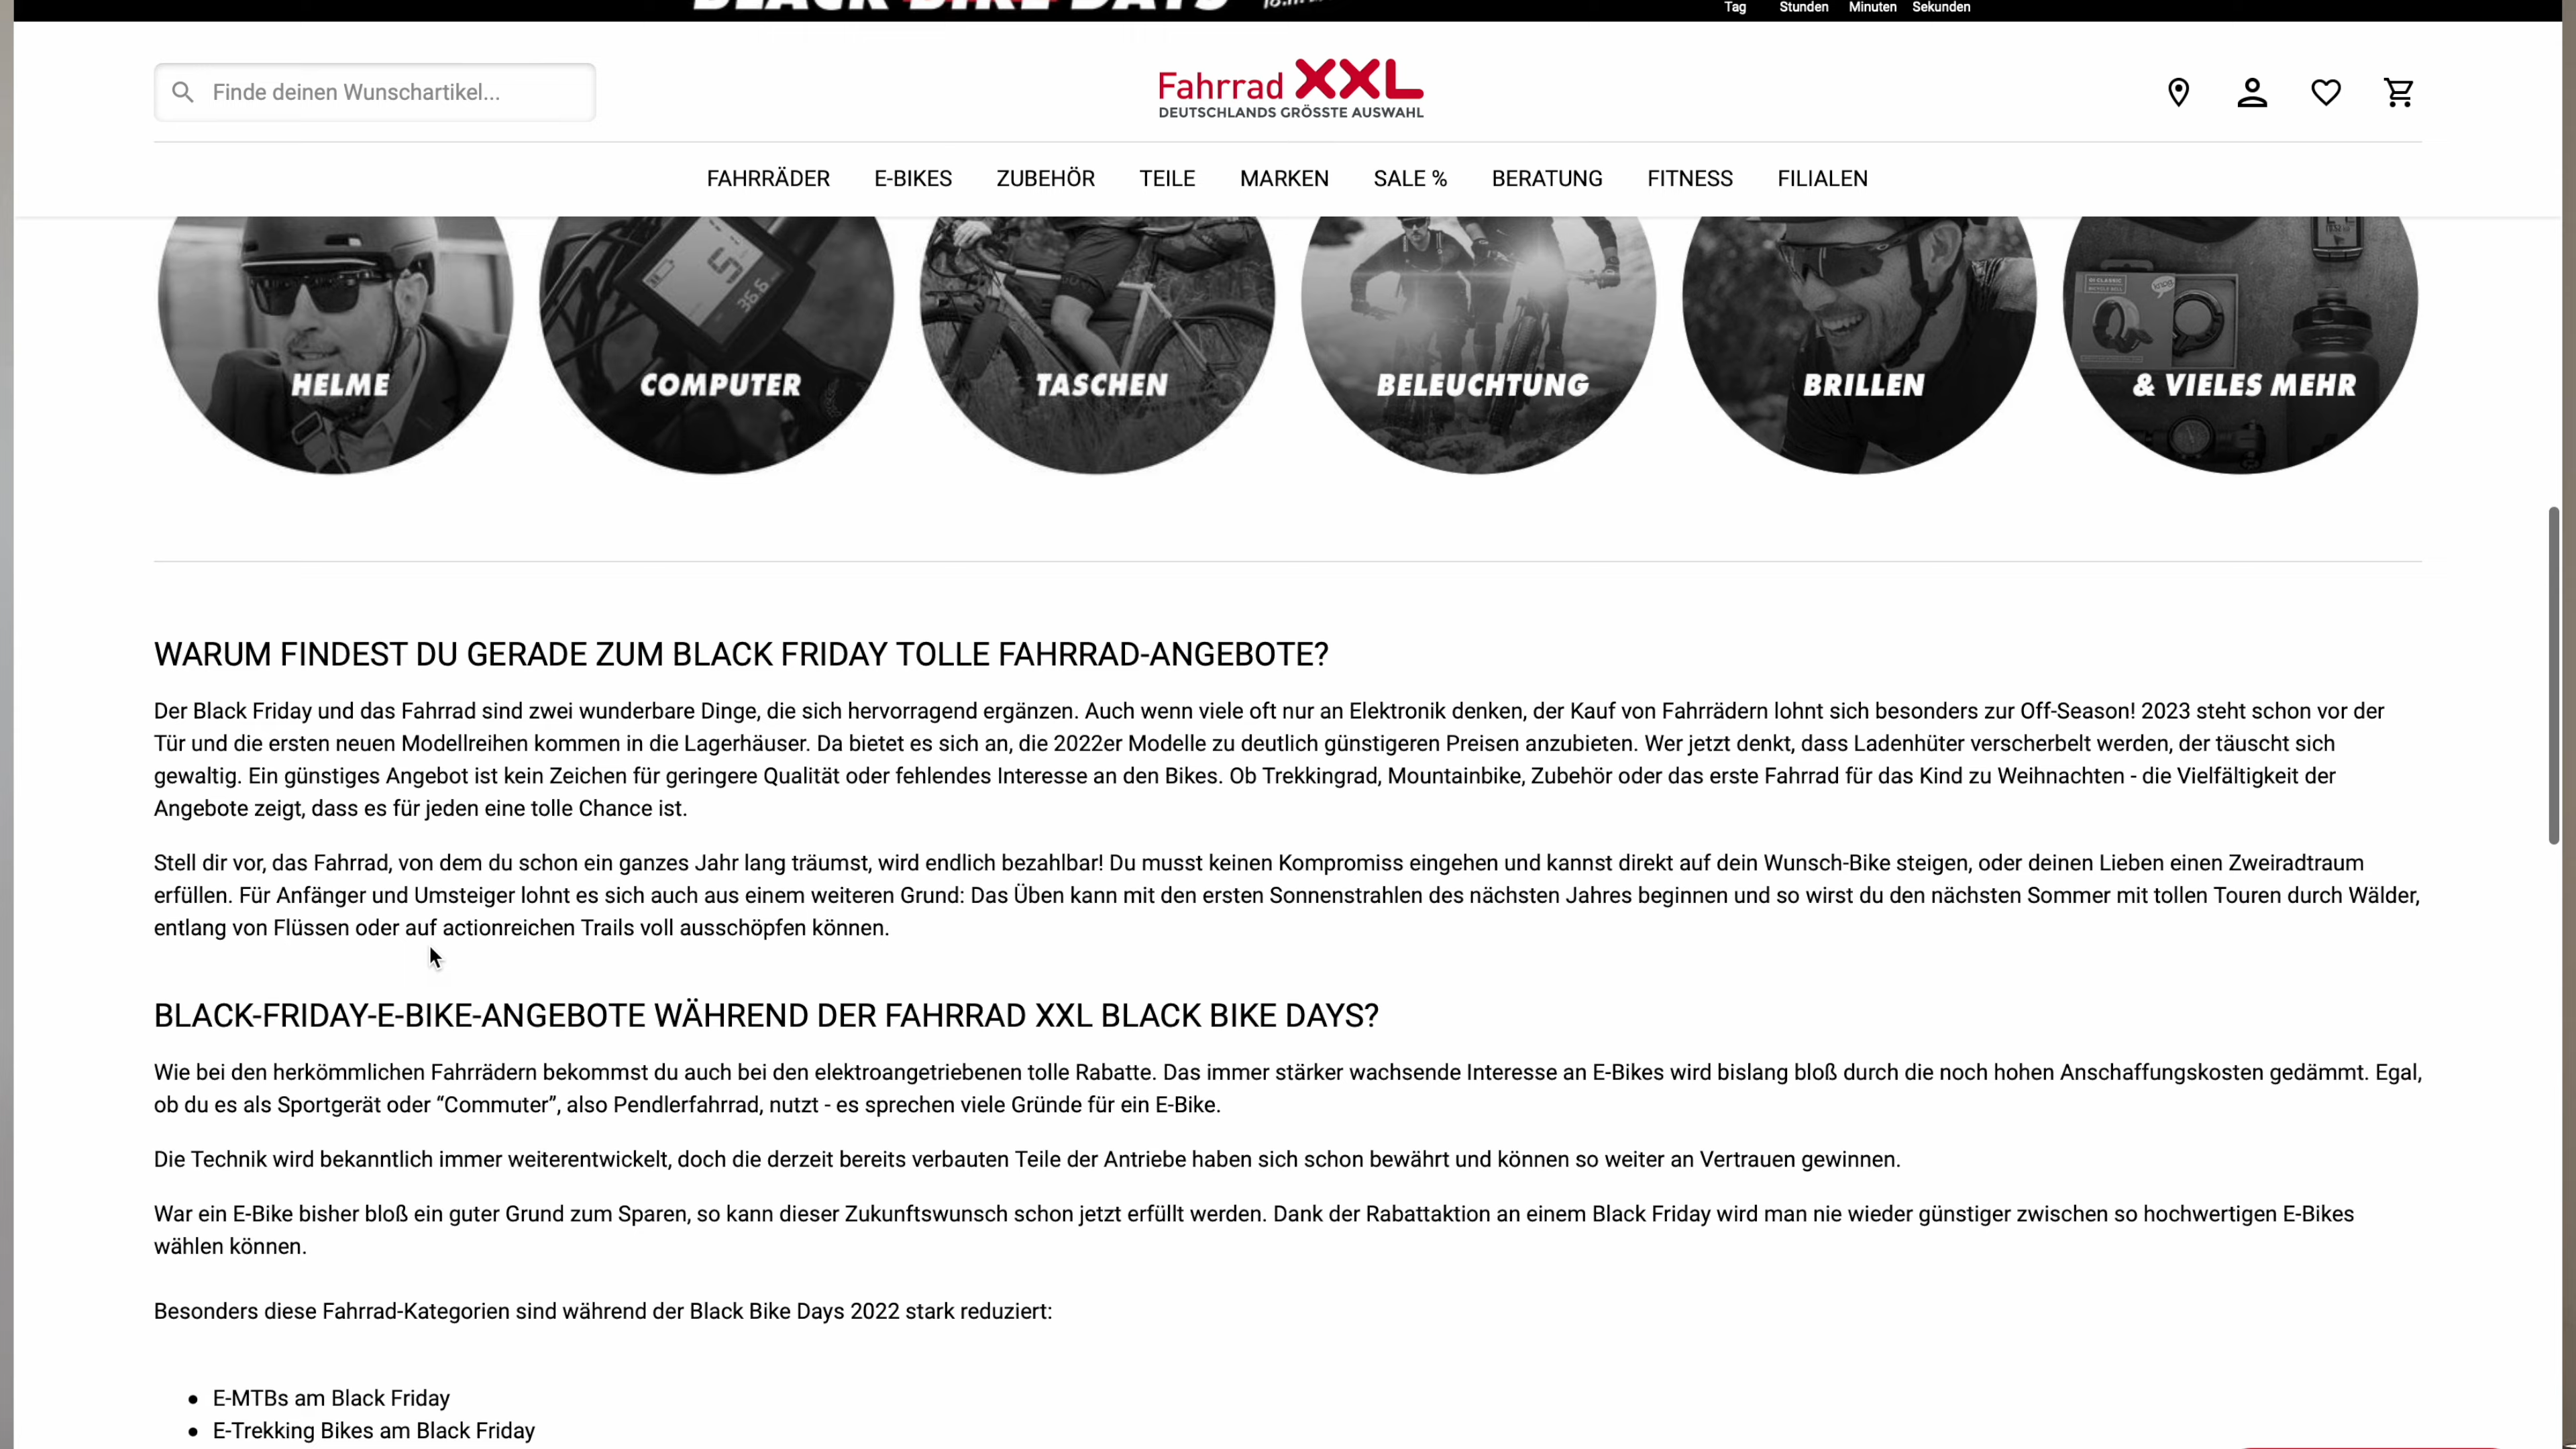 BLACK BIKE DAYS
Tag Stunden Minuten Sekunden
Finde deinen Wunschartikel...
Fahrrad XXL
DEUTSCHLANDS GRÖSSTE AUSWAHL
FAHRRÄDER E-BIKES ZUBEHÖR TEILE MARKEN SALE % BERATUNG FITNESS FILIALEN
HELME COMPUTER TASCHEN BELEUCHTUNG BRILLEN & VIELES MEHR
WARUM FINDEST DU GERADE ZUM BLACK FRIDAY TOLLE FAHRRAD-ANGEBOTE?
Der Black Friday und das Fahrrad sind zwei wunderbare Dinge, die sich hervorragend ergänzen. Auch wenn viele oft nur an Elektronik denken, der Kauf von Fahrrädern lohnt sich besonders zur Off-Season! 2023 steht schon vor der
Tür und die ersten neuen Modellreihen kommen in die Lagerhäuser. Da bietet es sich an, die 2022er Modelle zu deutlich günstigeren Preisen anzubieten. Wer jetzt denkt, dass Ladenhüter verscherbelt werden, der täuscht sich
gewaltig. Ein günstiges Angebot ist kein Zeichen für geringere Qualität oder fehlendes Interesse an den Bikes. Ob Trekkingrad, Mountainbike, Zubehör oder das erste Fahrrad für das Kind zu Weihnachten - die Vielfältigkeit der
Angebote zeigt, dass es für jeden eine tolle Chance ist.
Stell dir vor, das Fahrrad, von dem du schon ein ganzes Jahr lang träumst, wird endlich bezahlbar! Du musst keinen Kompromiss eingehen und kannst direkt auf dein Wunsch-Bike steigen, oder deinen Lieben einen Zweiradtraum
erfüllen. Für Anfänger und Umsteiger lohnt es sich auch aus einem weiteren Grund: Das Üben kann mit den ersten Sonnenstrahlen des nächsten Jahres beginnen und so wirst du den nächsten Sommer mit tollen Touren durch Wälder,
entlang von Flüssen oder auf actionreichen Trails voll ausschöpfen können.
BLACK-FRIDAY-E-BIKE-ANGEBOTE WÄHREND DER FAHRRAD XXL BLACK BIKE DAYS?
Wie bei den herkömmlichen Fahrrädern bekommst du auch bei den elektroangetriebenen tolle Rabatte. Das immer stärker wachsende Interesse an E-Bikes wird bislang bloß durch die noch hohen Anschaffungskosten gedämmt. Egal,
ob du es als Sportgerät oder “Commuter”, also Pendlerfahrrad, nutzt - es sprechen viele Gründe für ein E-Bike.
Die Technik wird bekanntlich immer weiterentwickelt, doch die derzeit bereits verbauten Teile der Antriebe haben sich schon bewährt und können so weiter an Vertrauen gewinnen.
War ein E-Bike bisher bloß ein guter Grund zum Sparen, so kann dieser Zukunftswunsch schon jetzt erfüllt werden. Dank der Rabattaktion an einem Black Friday wird man nie wieder günstiger zwischen so hochwertigen E-Bikes
wählen können.
Besonders diese Fahrrad-Kategorien sind während der Black Bike Days 2022 stark reduziert:
• E-MTBs am Black Friday
• E-Trekking Bikes am Black Friday